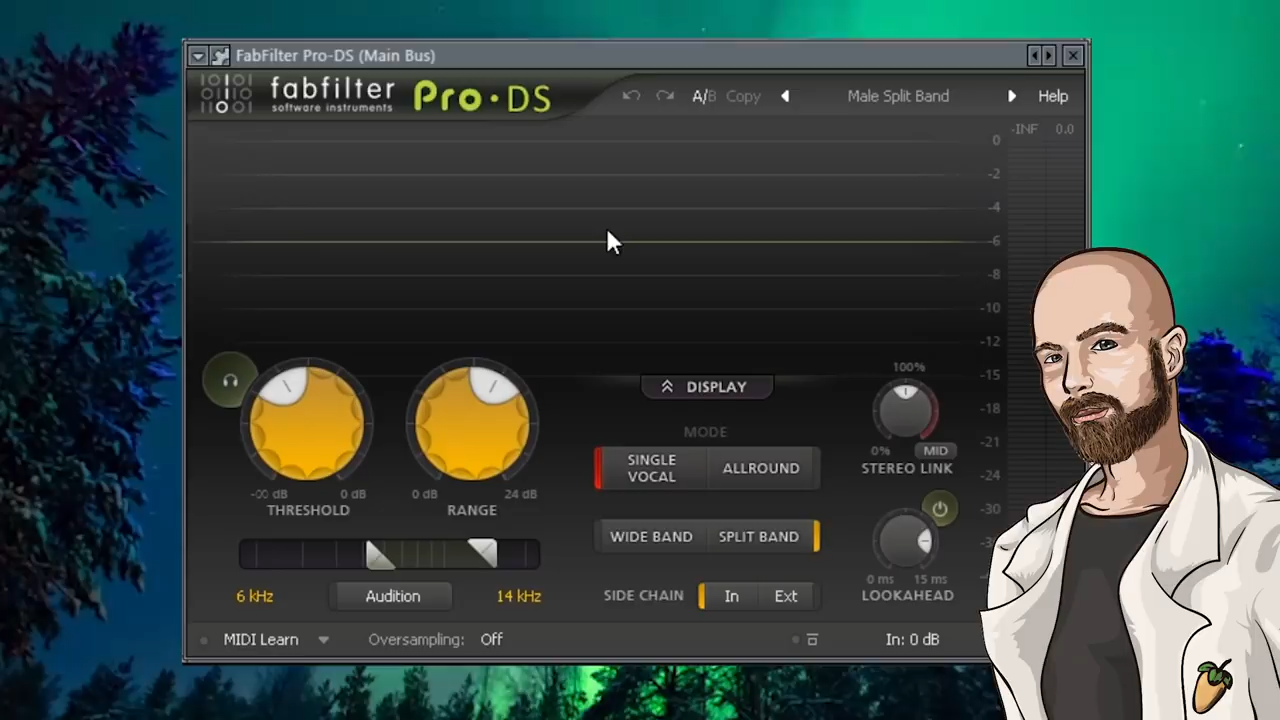 FabFilter Pro-DS (Main Bus)
fabfilter
software instruments
Pro·DS
A/B Copy
Male Split Band
Help
-INF 0.0
0
-2
-4
-6
-8
-10
-12
-15
-18
-21
-24
-30
DISPLAY
MODE
SINGLE VOCAL
ALLROUND
WIDE BAND
SPLIT BAND
SIDE CHAIN
In
Ext
100%
0%
MID
STEREO LINK
0 ms 15 ms
LOOKAHEAD
-00 dB 0 dB
THRESHOLD
0 dB 24 dB
RANGE
6 kHz
Audition
14 kHz
MIDI Learn
Oversampling: Off
In: 0 dB